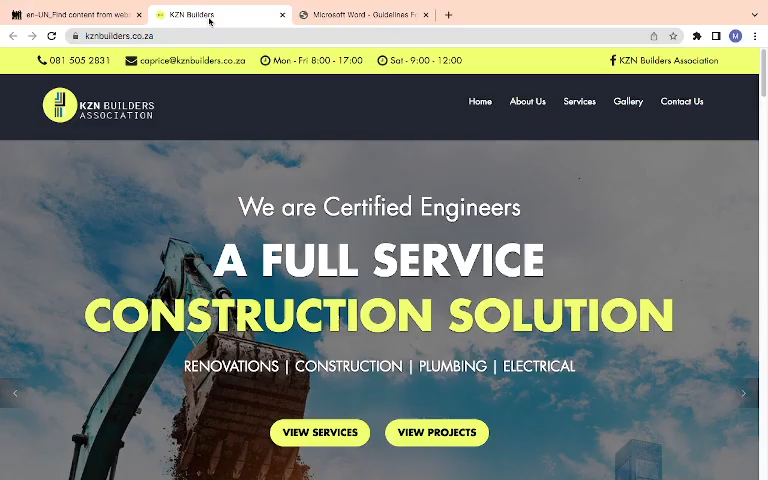 en-UN_Find content from webs
KZN Builders
Microsoft Word - Guidelines Fo
kznbuilders.co.za
M
081 505 2831
caprice@kznbuilders.co.za
Mon - Fri 8:00 - 17:00
Sat - 9:00 - 12:00
KZN Builders Association
KZN BUILDERS
ASSOCIATION
Home
About Us
Services
Gallery
Contact Us
We are Certified Engineers
A FULL SERVICE
CONSTRUCTION SOLUTION
RENOVATIONS | CONSTRUCTION | PLUMBING | ELECTRICAL
VIEW SERVICES
VIEW PROJECTS